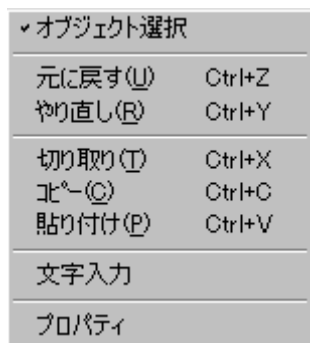 ✓オブジェクト選択
元に戻す(U) Ctrl+Z
やり直し(R) Ctrl+Y
切り取り(T) Ctrl+X
ｺﾋﾟｰ(C) Ctrl+C
貼り付け(P) Ctrl+V
文字入力
プロパティ